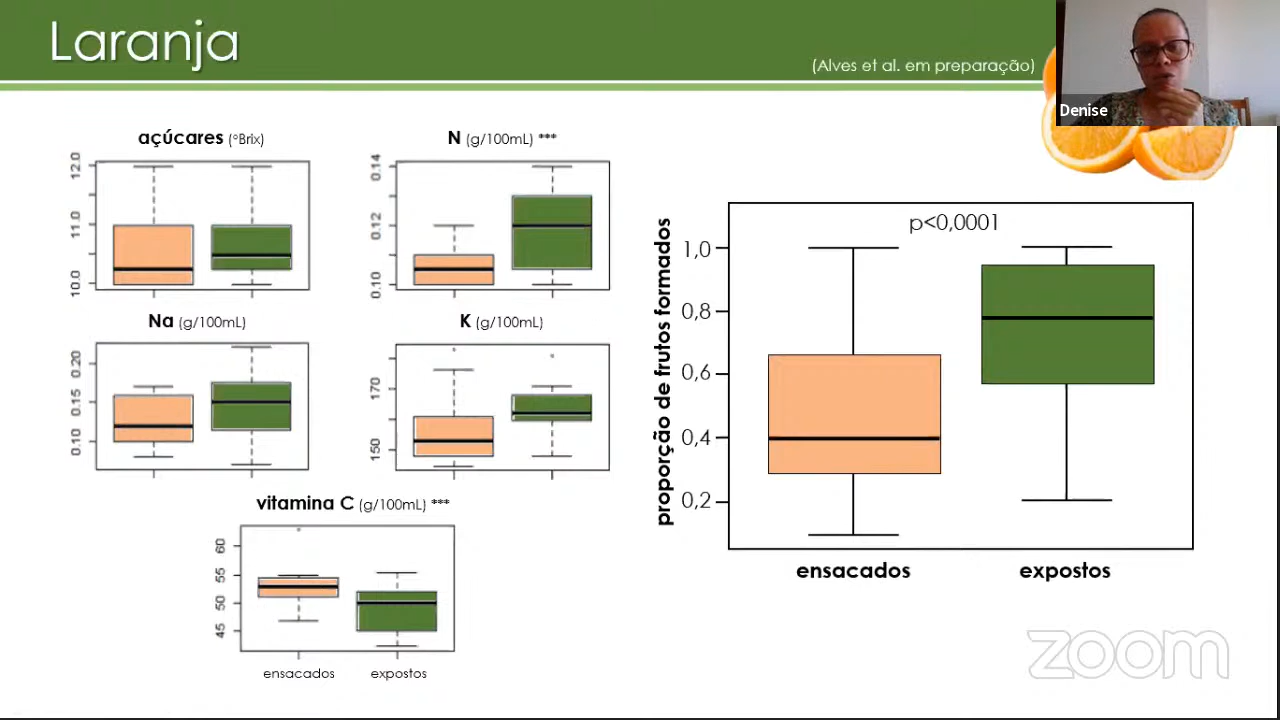 Laranja
(Alves et al. em preparação)
Denise
açúcares (°Brix)
12.0
11.0
10.0
N (g/100mL) ***
0.14
0.12
0.10
Na (g/100mL)
0.20
0.15
0.10
K (g/100mL)
170
150
vitamina C (g/100mL) ***
60
55
50
45
ensacados expostos
proporção de frutos formados
p<0,0001
1,0
0,8
0,6
0,4
0,2
ensacados expostos
zoom